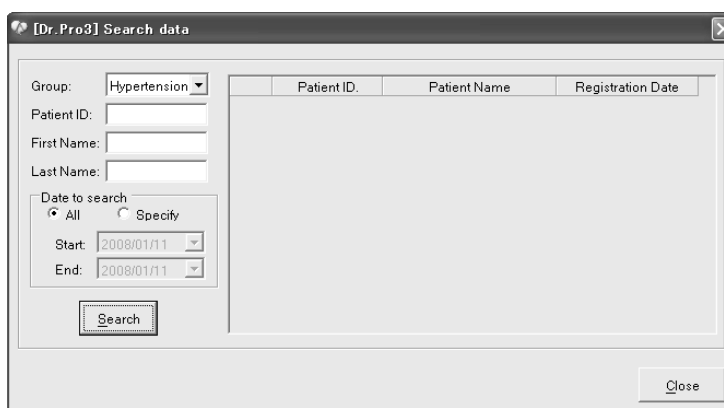 [Dr.Pro3] Search data
Group: Hypertension
Patient ID:
First Name:
Last Name:
Date to search
All Specify
Start: 2008/01/11
End: 2008/01/11
Search
Patient ID. Patient Name Registration Date
Close